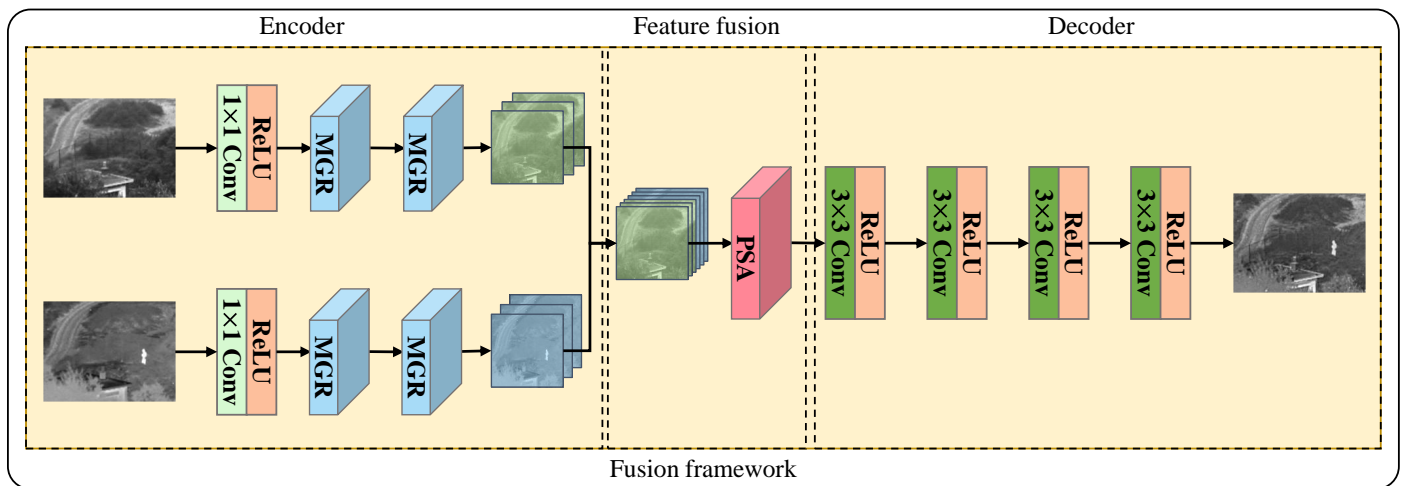 Encoder
Feature fusion
Decoder
1×1 Conv
ReLU
MGR
MGR
1×1 Conv
ReLU
MGR
MGR
PSA
3×3 Conv
ReLU
3×3 Conv
ReLU
3×3 Conv
ReLU
3×3 Conv
ReLU
Fusion framework